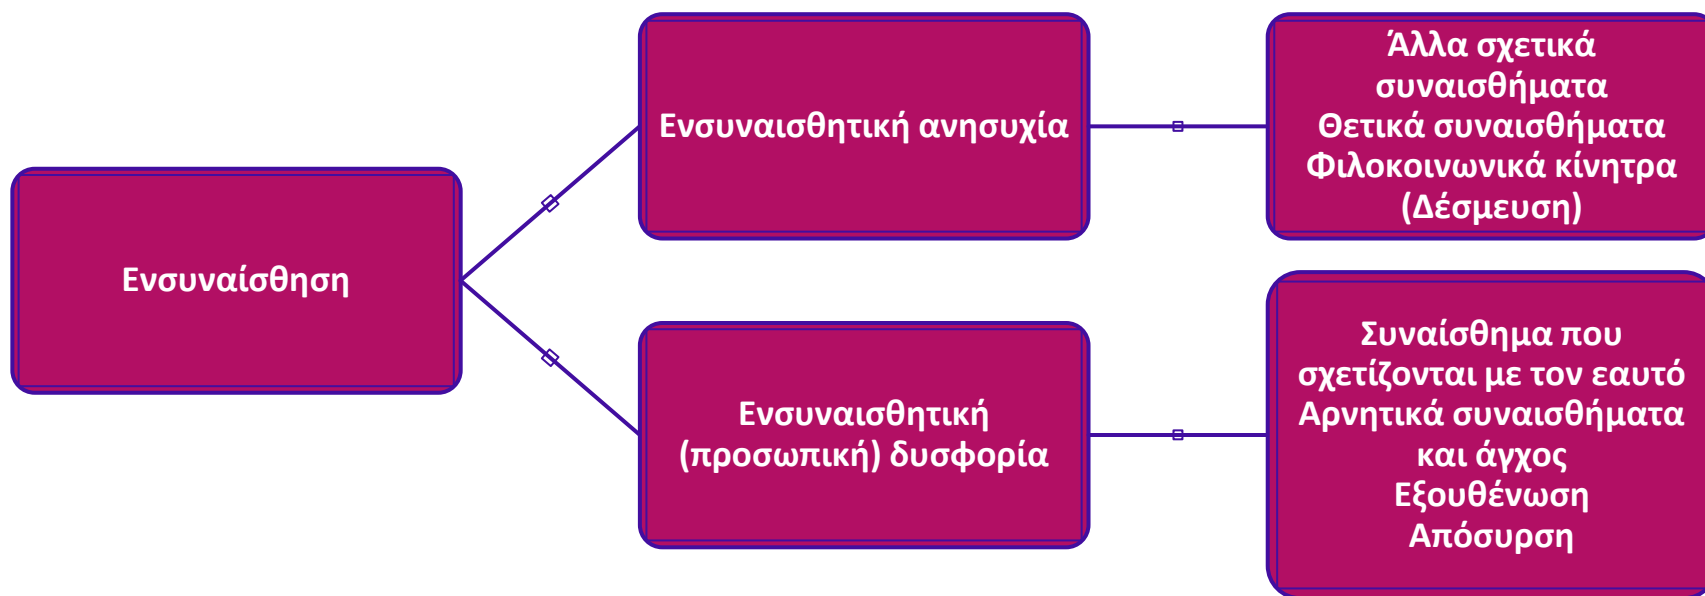 Ενσυναίσθηση
Ενσυναισθητική ανησυχία
Άλλα σχετικά
συναισθήματα
Θετικά συναισθήματα
Φιλοκοινωνικά κίνητρα
(Δέσμευση)
Ενσυναισθητική
(προσωπική) δυσφορία
Συναίσθημα που
σχετίζονται με τον εαυτό
Αρνητικά συναισθήματα
και άγχος
Εξουθένωση
Απόσυρση